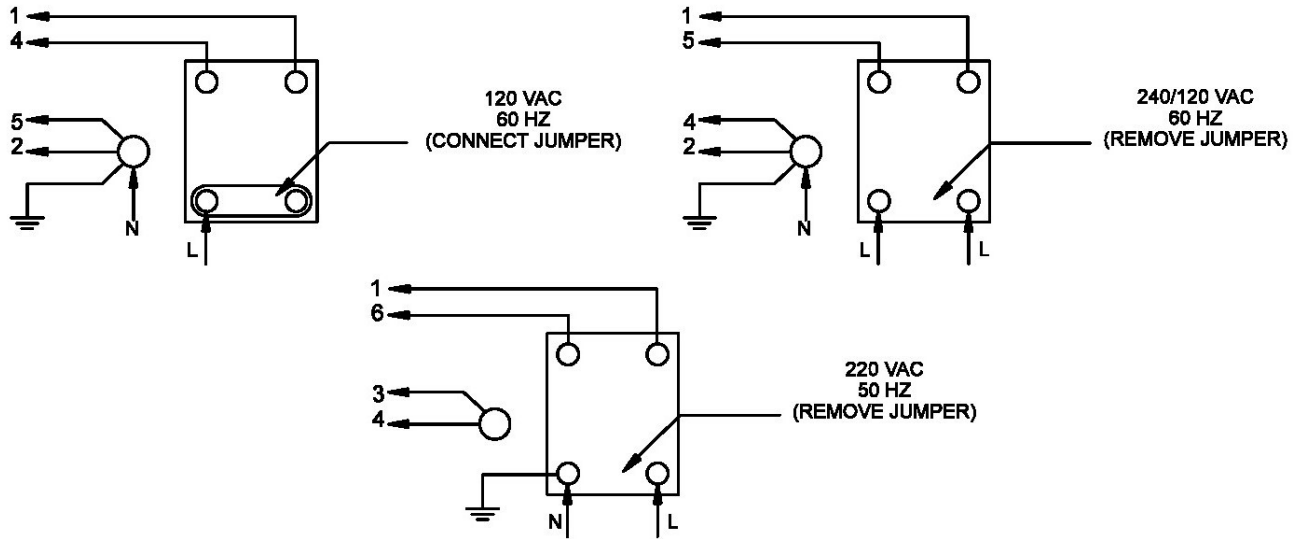 1
4
5
2
N
L
120 VAC
60 HZ
(CONNECT JUMPER)
1
5
4
2
N
L
L
240/120 VAC
60 HZ
(REMOVE JUMPER)
1
6
3
4
N
L
220 VAC
50 HZ
(REMOVE JUMPER)